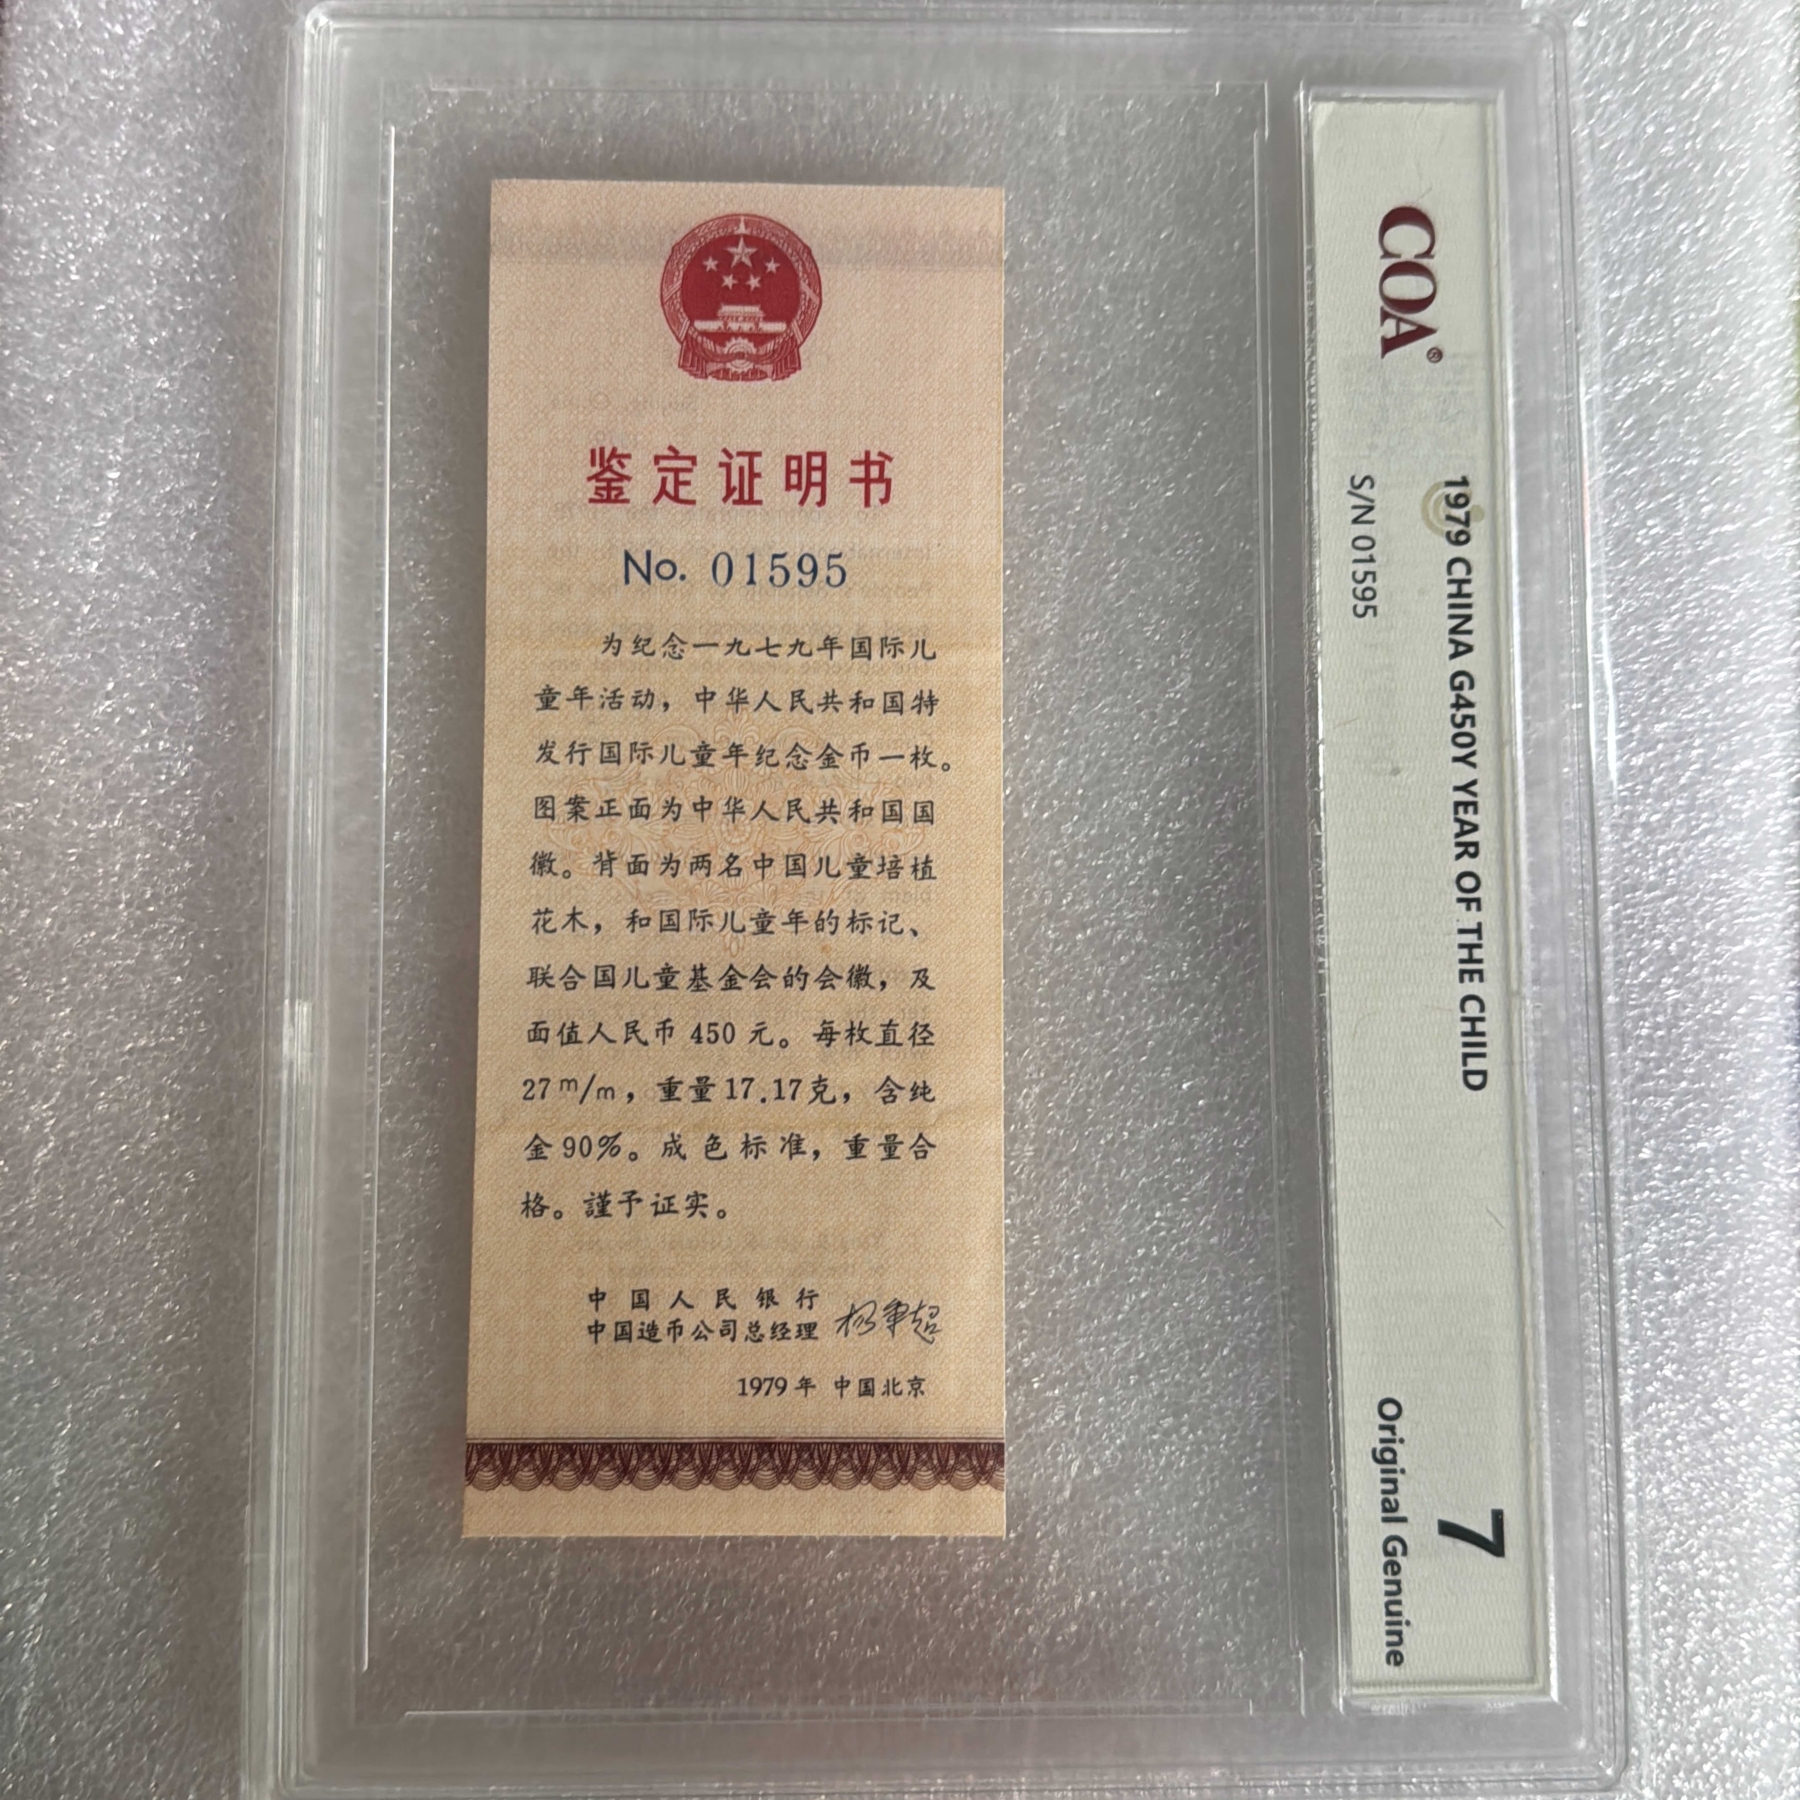 鉴定证明书
No. 01595
为纪念一九七九年国际儿
童年活动，中华人民共和国特
发行国际儿童年纪念金币一枚。
图案正面为中华人民共和国国
徽。背面为两名中国儿童培植
花木，和国际儿童年的标记、
联合国儿童基金会的会徽，及
面值人民币 450 元。每枚直径
27 m/m，重量 17.17克，含纯
金 90%。成色标准，重量合
格。謹予证实。
中国人民银行
中国造币公司总经理 杨秉超
1979 年 中国北京
COA®
1979 CHINA G450Y YEAR OF THE CHILD
S/N 01595
7
Original Genuine